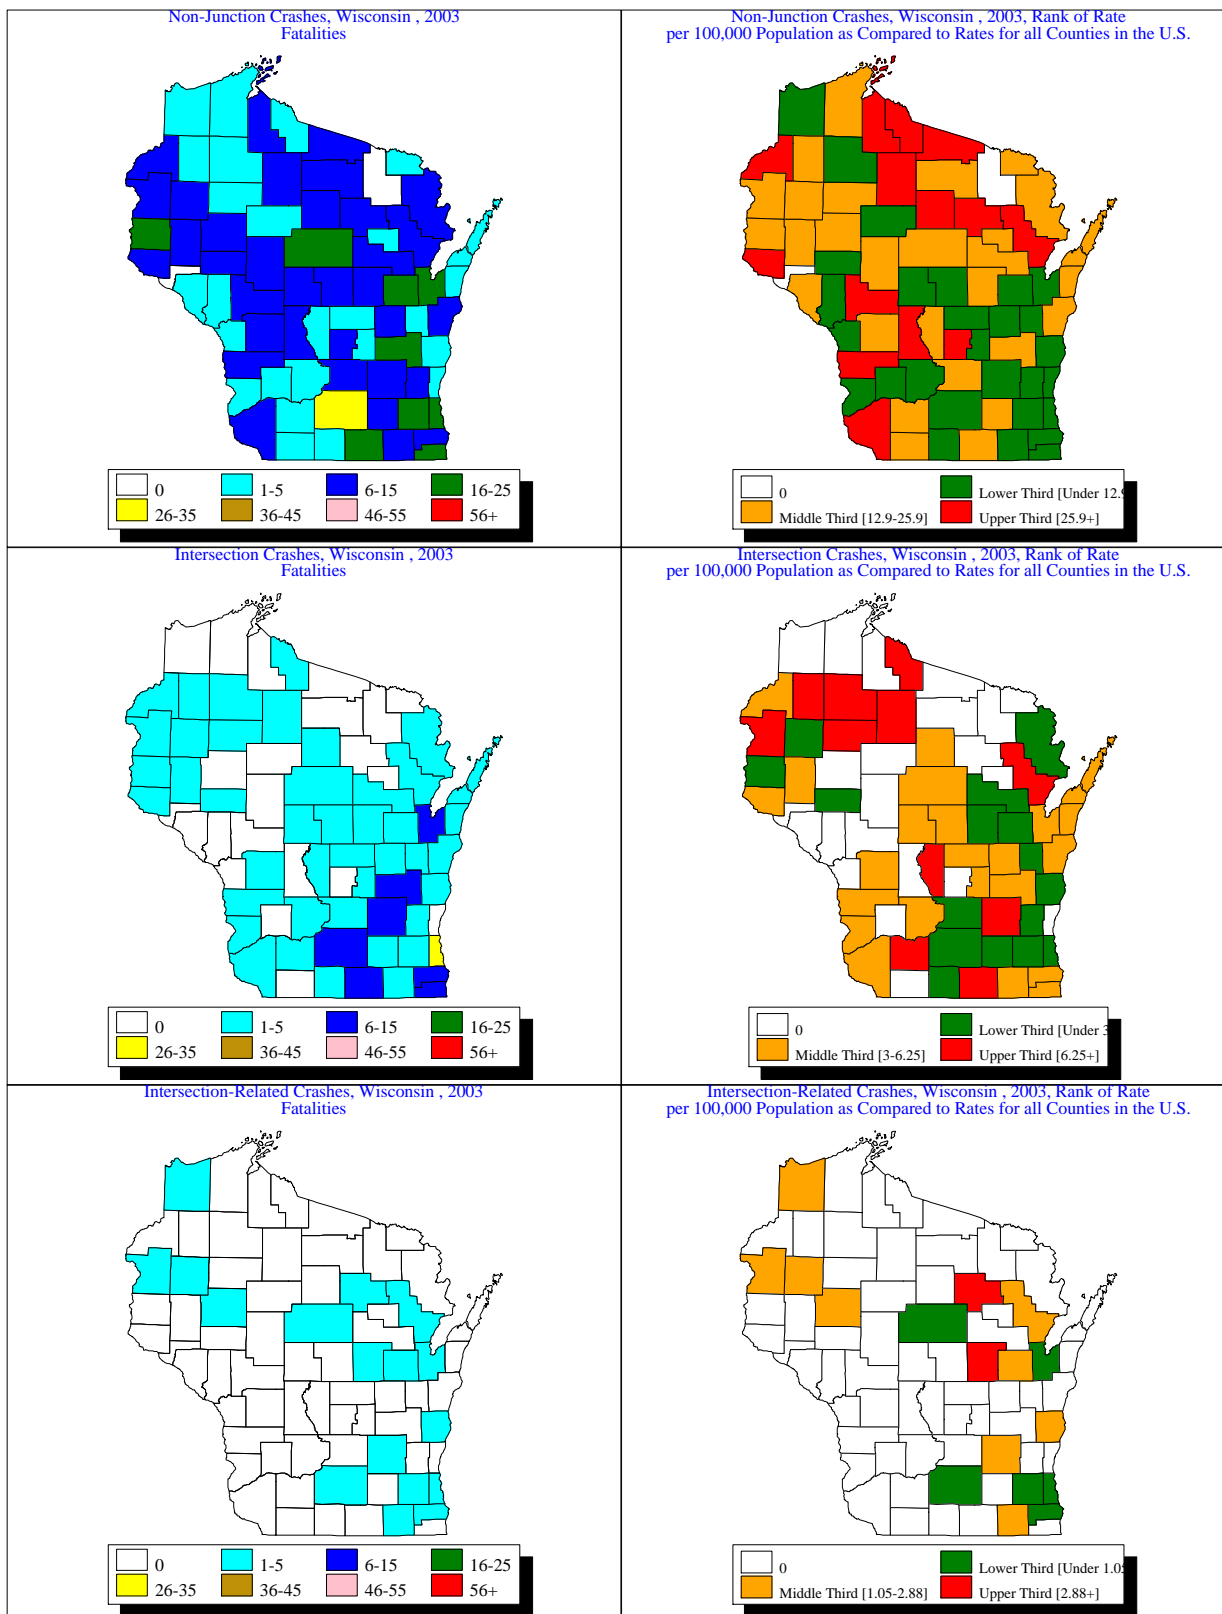 Non-Junction Crashes, Wisconsin , 2003
Fatalities
0
1-5
6-15
16-25
26-35
36-45
46-55
56+
Non-Junction Crashes, Wisconsin , 2003, Rank of Rate
per 100,000 Population as Compared to Rates for all Counties in the U.S.
0
Lower Third [Under 12.9
Middle Third [12.9-25.9]
Upper Third [25.9+]
Intersection Crashes, Wisconsin , 2003
Fatalities
0
1-5
6-15
16-25
26-35
36-45
46-55
56+
Intersection Crashes, Wisconsin , 2003, Rank of Rate
per 100,000 Population as Compared to Rates for all Counties in the U.S.
0
Lower Third [Under 3
Middle Third [3-6.25]
Upper Third [6.25+]
Intersection-Related Crashes, Wisconsin , 2003
Fatalities
0
1-5
6-15
16-25
26-35
36-45
46-55
56+
Intersection-Related Crashes, Wisconsin , 2003, Rank of Rate
per 100,000 Population as Compared to Rates for all Counties in the U.S.
0
Lower Third [Under 1.05
Middle Third [1.05-2.88]
Upper Third [2.88+]